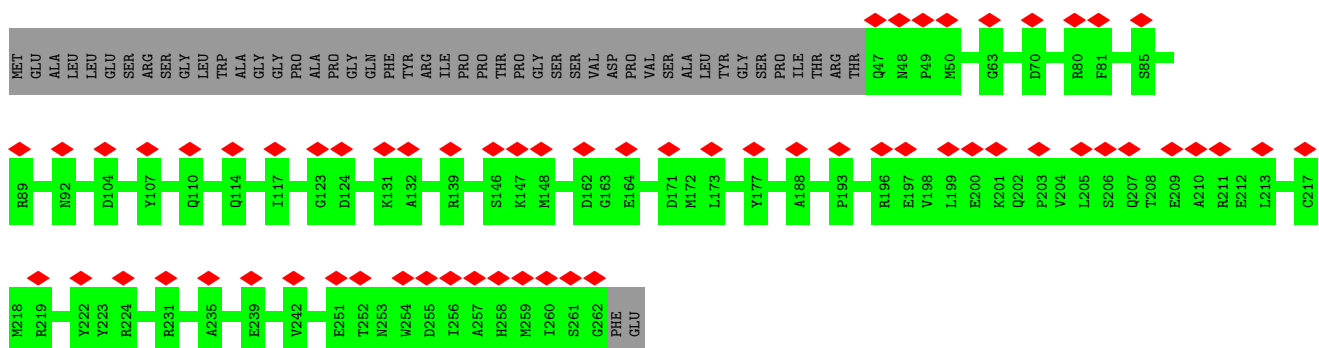 MET GLU ALA LEU LEU GLU SER ARG SER GLY LEU TRP ALA GLY GLY PRO ALA PRO GLY GLN PHE TYR ARG ILE PRO PRO THR PRO GLY SER SER VAL ASP PRO VAL SER ALA LEU TYR GLY SER PRO ILE THR ARG THR Q47 N48 P49 M50 G63 D70 R80 F81 S85
R89 N92 D104 Y107 Q110 Q114 I117 G123 D124 K131 A132 R139 S146 K147 M148 D162 G163 E164 D171 M172 L173 Y177 A188 P193 R196 E197 V198 L199 E200 K201 Q202 P203 V204 L205 S206 Q207 T208 E209 A210 R211 E212 L213 C217
M218 R219 Y222 Y223 R224 R231 A235 E239 V242 E251 T252 N253 W254 D255 I256 A257 H258 M259 I260 S261 G262 PHE GLU